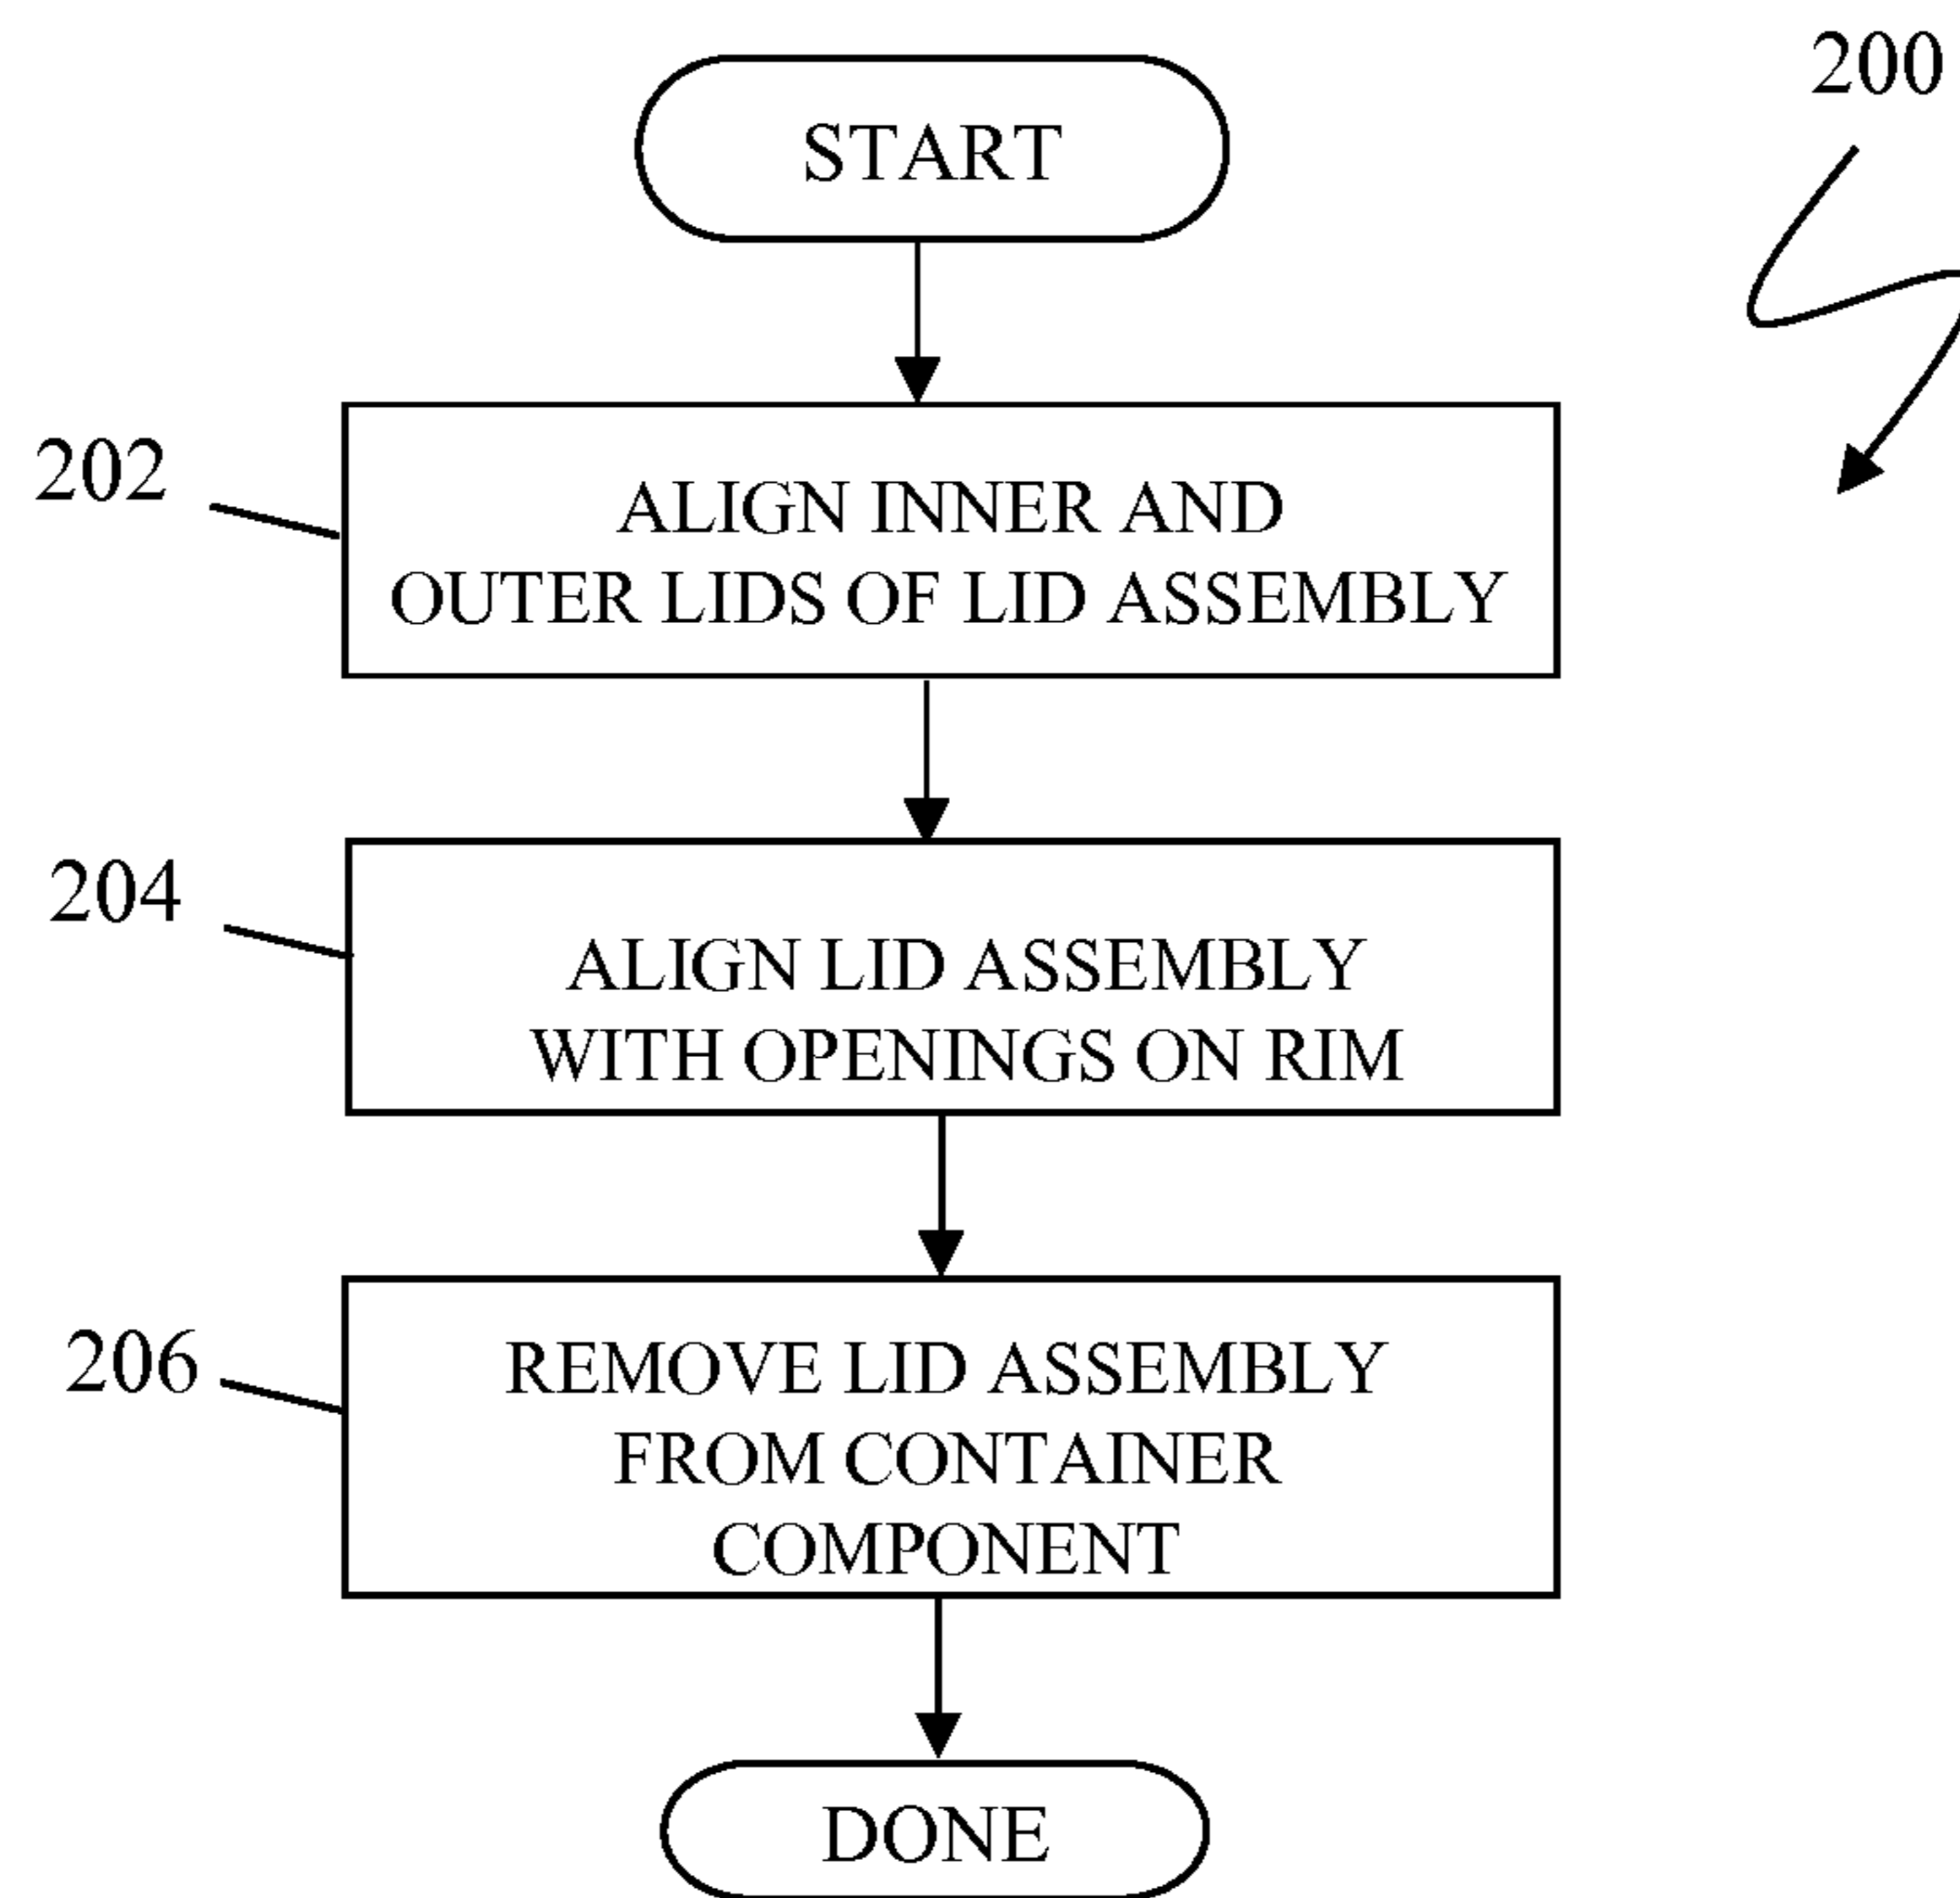 200
START
202
ALIGN INNER AND
OUTER LIDS OF LID ASSEMBLY
204
ALIGN LID ASSEMBLY
WITH OPENINGS ON RIM
206
REMOVE LID ASSEMBLY
FROM CONTAINER
COMPONENT
DONE